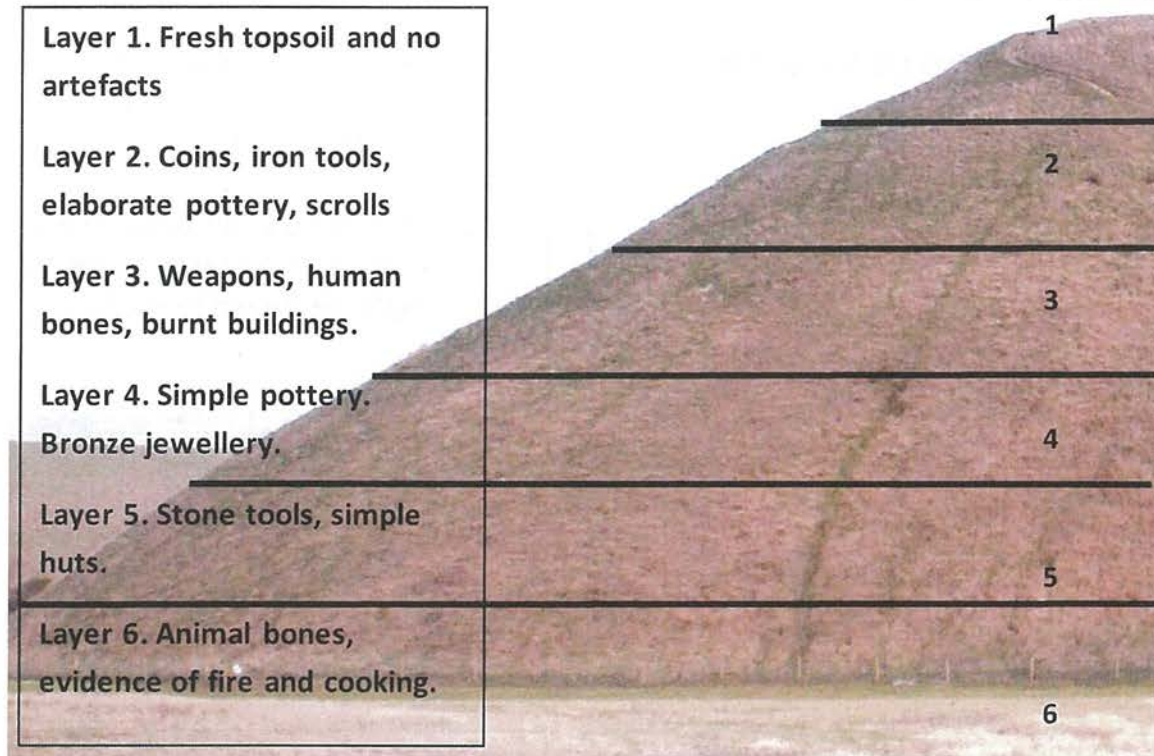 Layer 1. Fresh topsoil and no
artefacts
Layer 2. Coins, iron tools,
elaborate pottery, scrolls
Layer 3. Weapons, human
bones, burnt buildings.
Layer 4. Simple pottery.
Bronze jewellery.
Layer 5. Stone tools, simple
huts.
Layer 6. Animal bones,
evidence of fire and cooking.
1
2
3
4
5
6